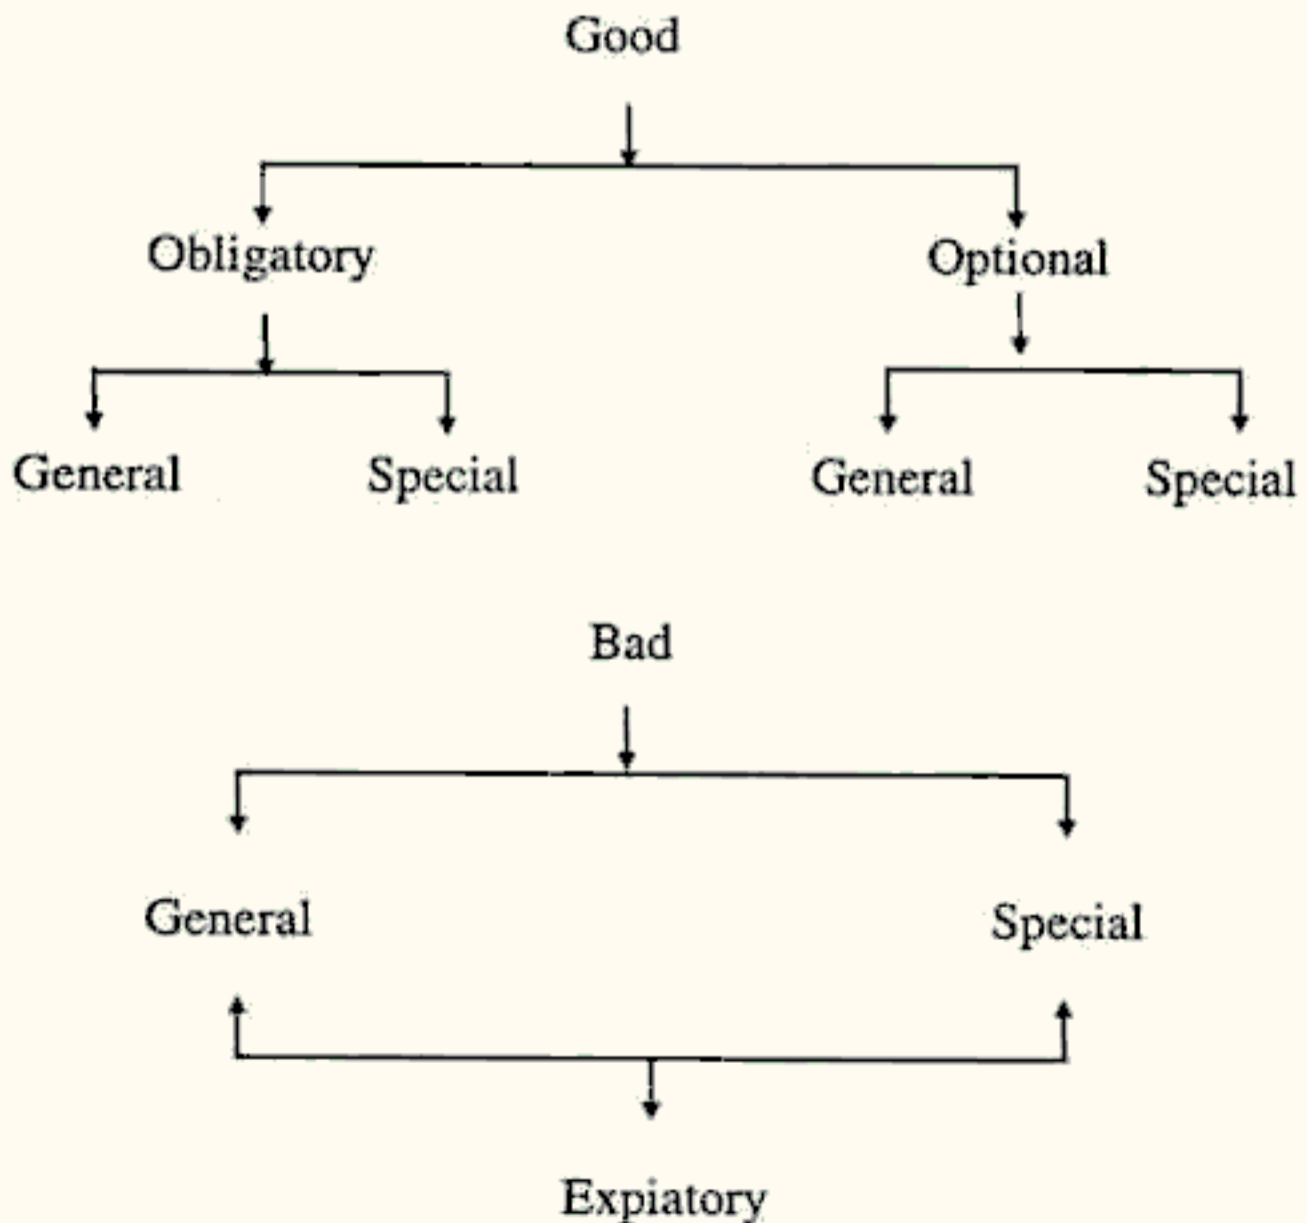 Good
Obligatory Optional
General Special General Special
Bad
General Special
Expiatory